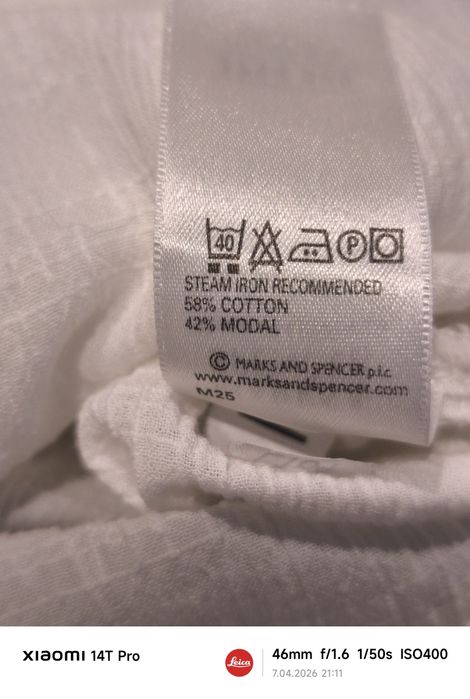 40
P
STEAM IRON RECOMMENDED
58% COTTON
42% MODAL
© MARKS AND SPENCER p.l.c.
www.marksandspencer.com
M25
XIAOMI 14T Pro
Leica
46mm f/1.6 1/50s ISO400
7.04.2026 21:11